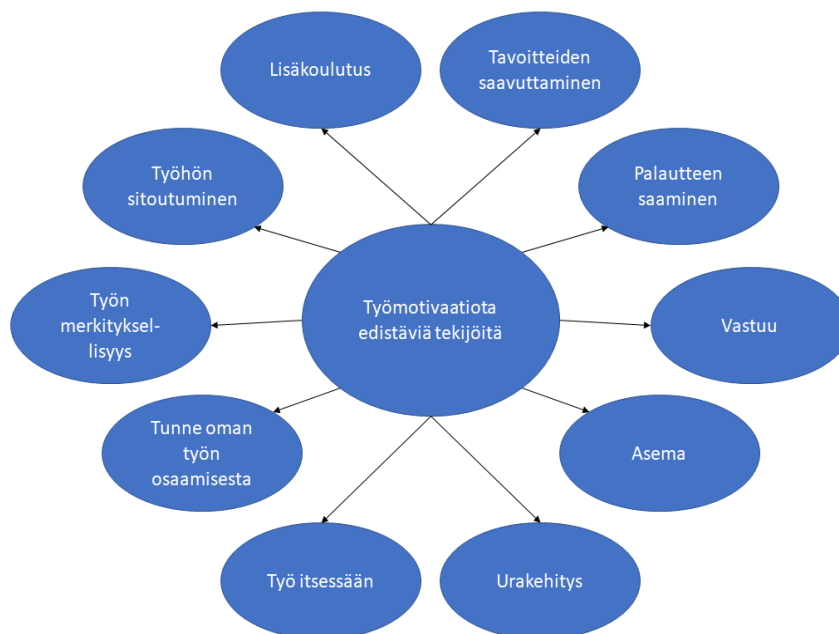 Lisäkoulutus
Tavoitteiden
saavuttaminen
Työhön
sitoutuminen
Palautteen
saaminen
Työn
merkityksel-
lisyys
Työmotivaatiota
edistäviä tekijöitä
Vastuu
Tunne oman
työn
osaamisesta
Asema
Työ itsessään
Urakehitys